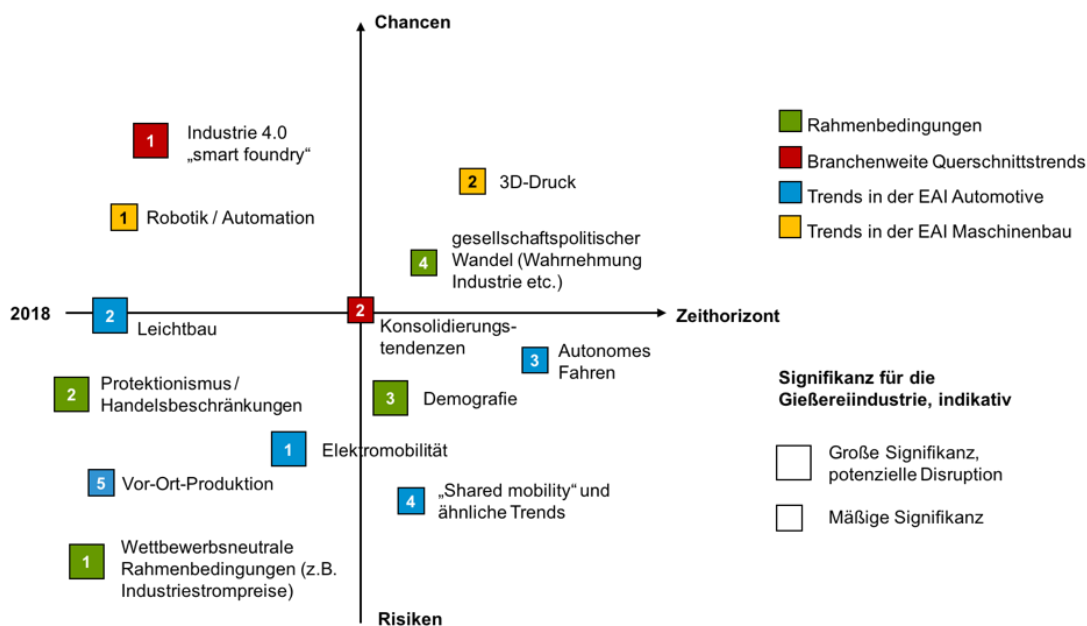 Chancen
1
Industrie 4.0
„smart foundry“
2
3D-Druck
1
Robotik / Automation
4
gesellschaftspolitischer
Wandel (Wahrnehmung
Industrie etc.)
2018
2
Leichtbau
2
Konsolidierungs-
tendenzen
Zeithorizont
3
Autonomes
Fahren
2
Protektionismus /
Handelsbeschränkungen
3
Demografie
1
Elektromobilität
5
Vor-Ort-Produktion
4
„Shared mobility“ und
ähnliche Trends
1
Wettbewerbsneutrale
Rahmenbedingungen (z.B.
Industriestrompreise)
Risiken
Rahmenbedingungen
Branchenweite Querschnittstrends
Trends in der EAI Automotive
Trends in der EAI Maschinenbau
Signifikanz für die
Gießereiindustrie, indikativ
Große Signifikanz,
potenzielle Disruption
Mäßige Signifikanz